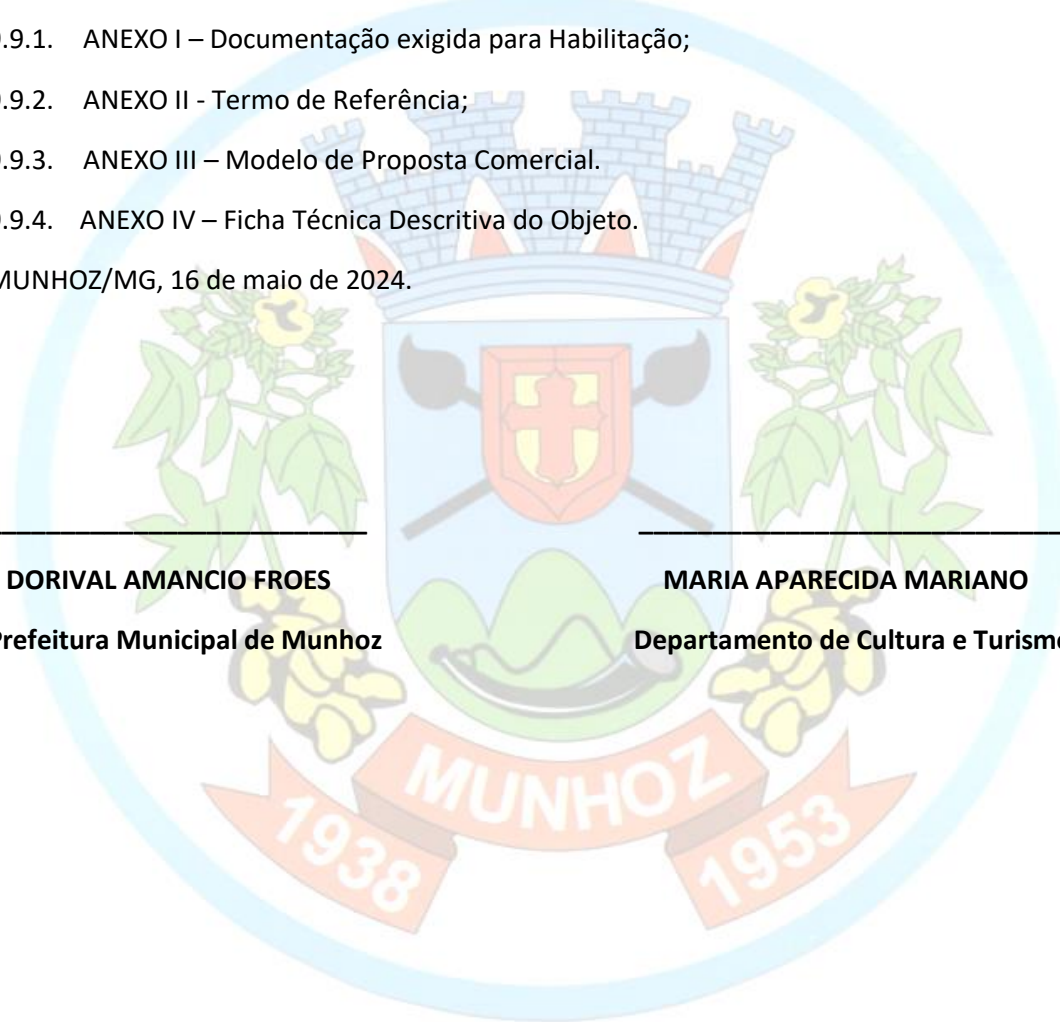 .9.1. ANEXO I – Documentação exigida para Habilitação;
.9.2. ANEXO II - Termo de Referência;
.9.3. ANEXO III – Modelo de Proposta Comercial.
.9.4. ANEXO IV – Ficha Técnica Descritiva do Objeto.
MUNHOZ/MG, 16 de maio de 2024.
DORIVAL AMANCIO FROES MARIA APARECIDA MARIANO
Prefeitura Municipal de Munhoz Departamento de Cultura e Turismo
MUNHOZ
1938 1953